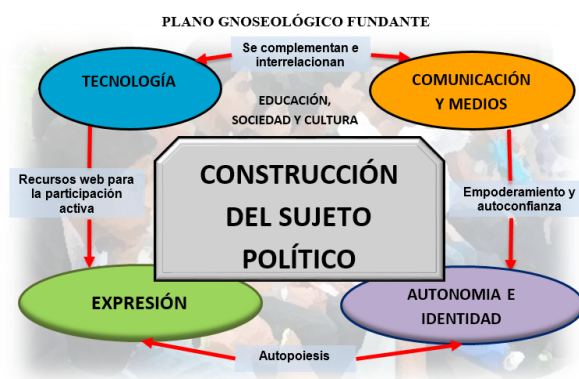 PLANO GNOSEOLÓGICO FUNDANTE
Se complementan e
interrelacionan
TECNOLOGÍA
COMUNICACIÓN
Y MEDIOS
EDUCACIÓN,
SOCIEDAD Y CULTURA
CONSTRUCCIÓN
DEL SUJETO
POLÍTICO
Recursos web para
la participación
activa
Empoderamiento y
autoconfianza
EXPRESIÓN
AUTONOMIA E
IDENTIDAD
Autopoiesis